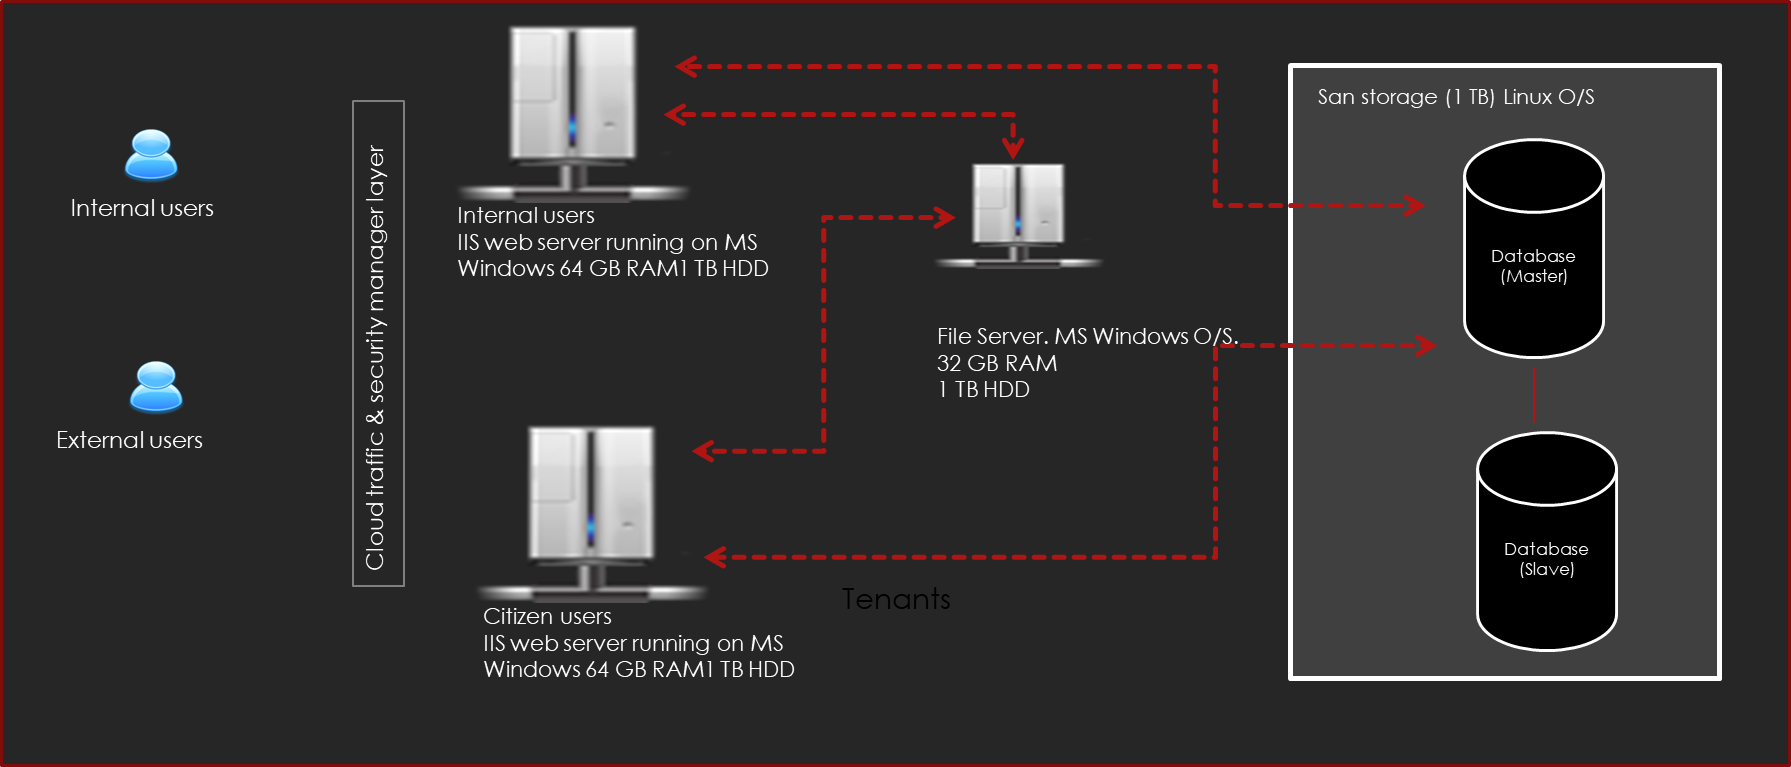 Internal users
External users
Cloud traffic & security manager layer
Internal users
IIS web server running on MS
Windows 64 GB RAM1 TB HDD
Citizen users
IIS web server running on MS
Windows 64 GB RAM1 TB HDD
File Server. MS Windows O/S.
32 GB RAM
1 TB HDD
Tenants
San storage (1 TB) Linux O/S
Database
(Master)
Database
(Slave)